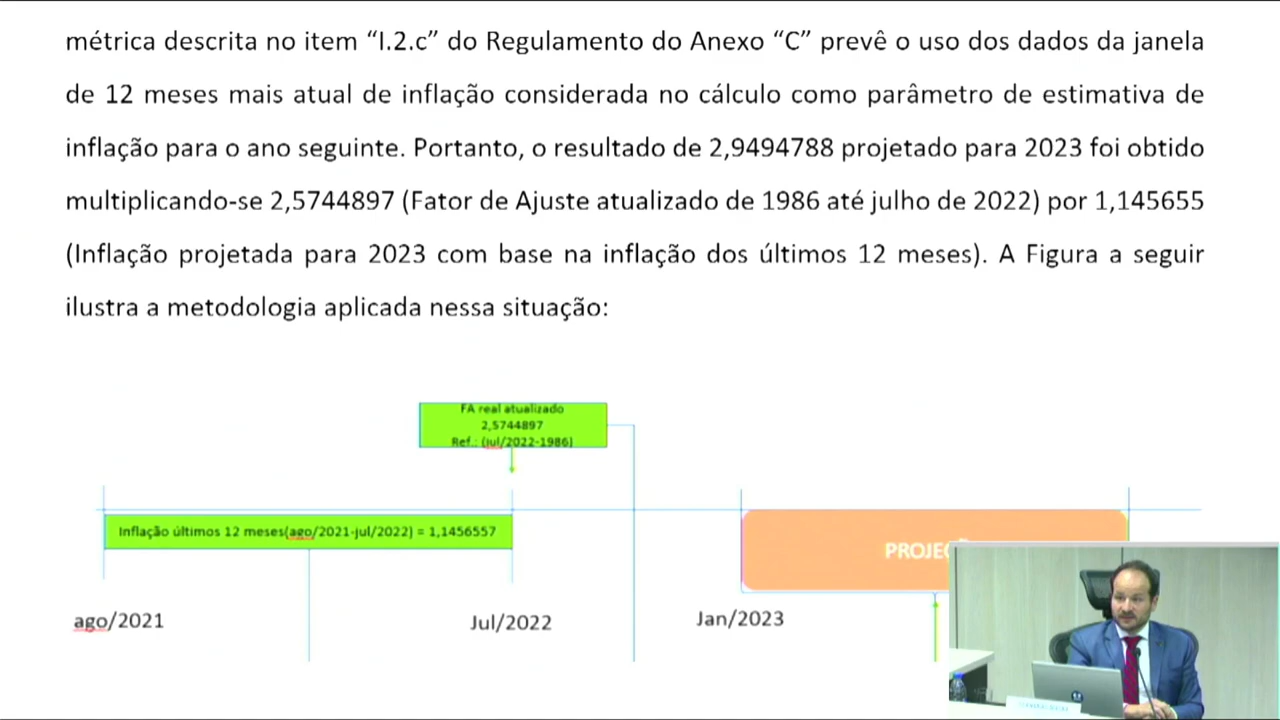 métrica descrita no item “I.2.c” do Regulamento do Anexo “C” prevê o uso dos dados da janela
de 12 meses mais atual de inflação considerada no cálculo como parâmetro de estimativa de
inflação para o ano seguinte. Portanto, o resultado de 2,9494788 projetado para 2023 foi obtido
multiplicando-se 2,5744897 (Fator de Ajuste atualizado de 1986 até julho de 2022) por 1,145655
(Inflação projetada para 2023 com base na inflação dos últimos 12 meses). A Figura a seguir
ilustra a metodologia aplicada nessa situação:
FA real atualizado
2,5744897
Ref.: (jul/2022-1986)
Inflação últimos 12 meses(ago/2021-jul/2022) = 1,1456557
ago/2021
Jul/2022
Jan/2023